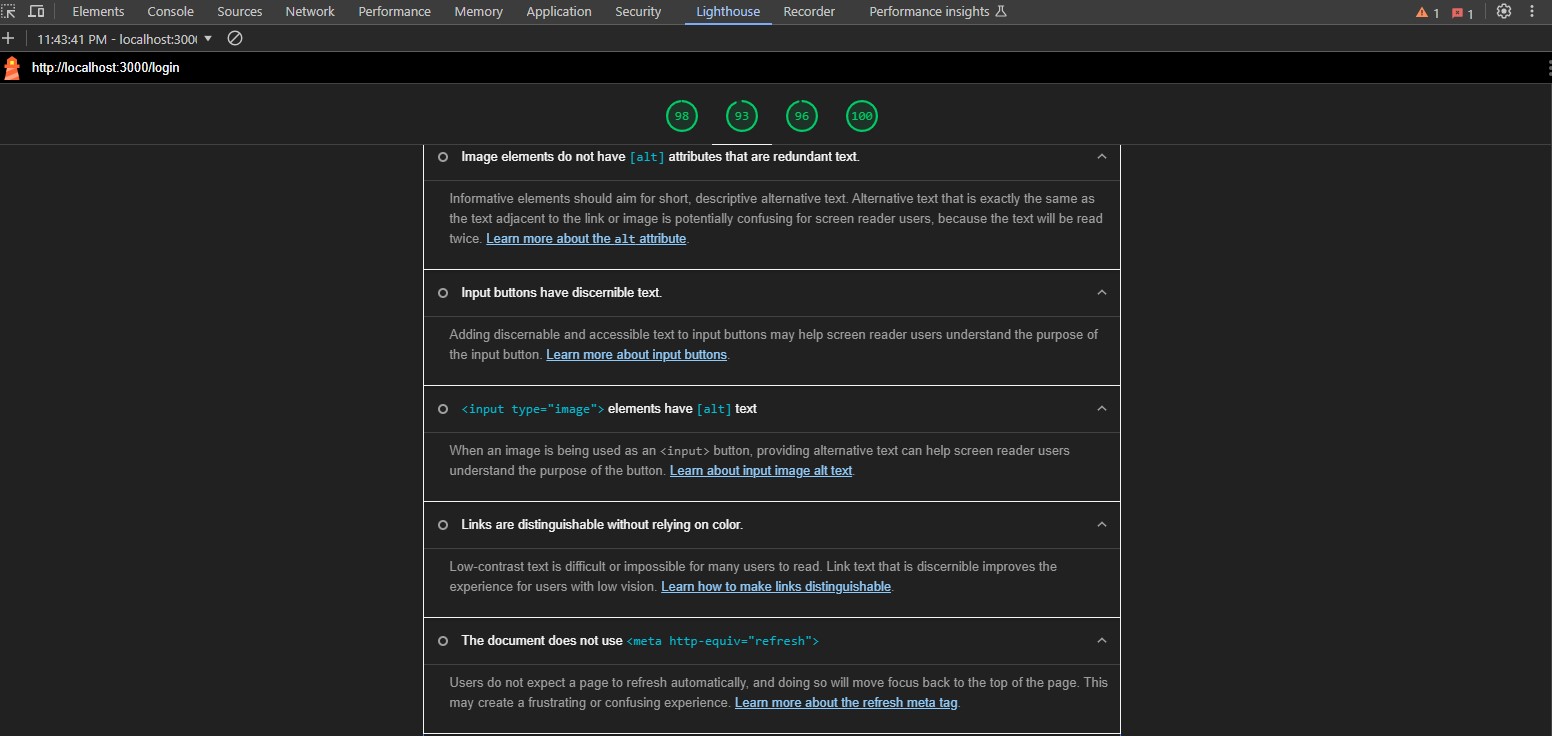 Elements Console Sources Network Performance Memory Application Security Lighthouse Recorder Performance insights 1 1
11:43:41 PM - localhost:3000
http://localhost:3000/login
98 93 96 100
Image elements do not have [alt] attributes that are redundant text.
Informative elements should aim for short, descriptive alternative text. Alternative text that is exactly the same as
the text adjacent to the link or image is potentially confusing for screen reader users, because the text will be read
twice. Learn more about the alt attribute.
Input buttons have discernible text.
Adding discernable and accessible text to input buttons may help screen reader users understand the purpose of
the input button. Learn more about input buttons.
<input type="image"> elements have [alt] text
When an image is being used as an <input> button, providing alternative text can help screen reader users
understand the purpose of the button. Learn about input image alt text.
Links are distinguishable without relying on color.
Low-contrast text is difficult or impossible for many users to read. Link text that is discernible improves the
experience for users with low vision. Learn how to make links distinguishable.
The document does not use <meta http-equiv="refresh">
Users do not expect a page to refresh automatically, and doing so will move focus back to the top of the page. This
may create a frustrating or confusing experience. Learn more about the refresh meta tag.